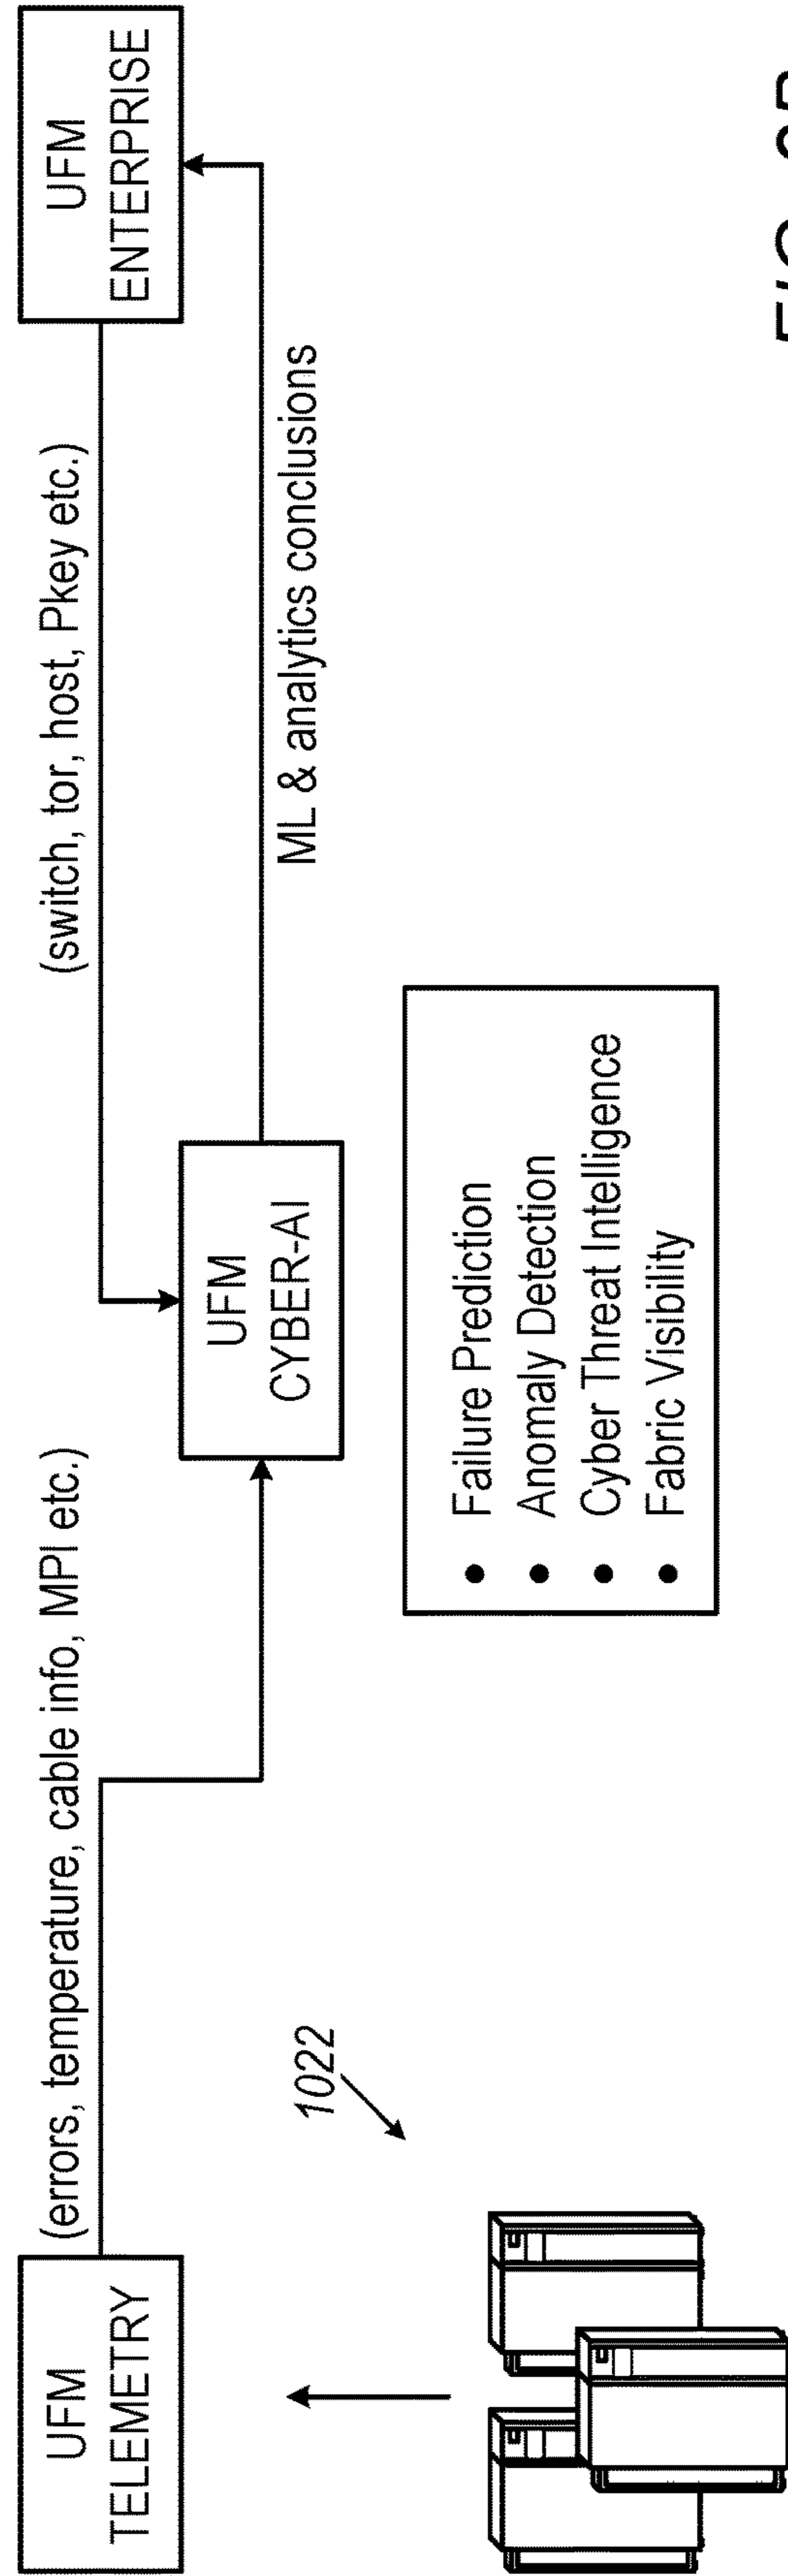 UFM
TELEMETRY
(errors, temperature, cable info, MPI etc.)
UFM
CYBER-AI
(switch, tor, host, Pkey etc.)
UFM
ENTERPRISE
ML & analytics conclusions
1022
• Failure Prediction
• Anomaly Detection
• Cyber Threat Intelligence
• Fabric Visibility